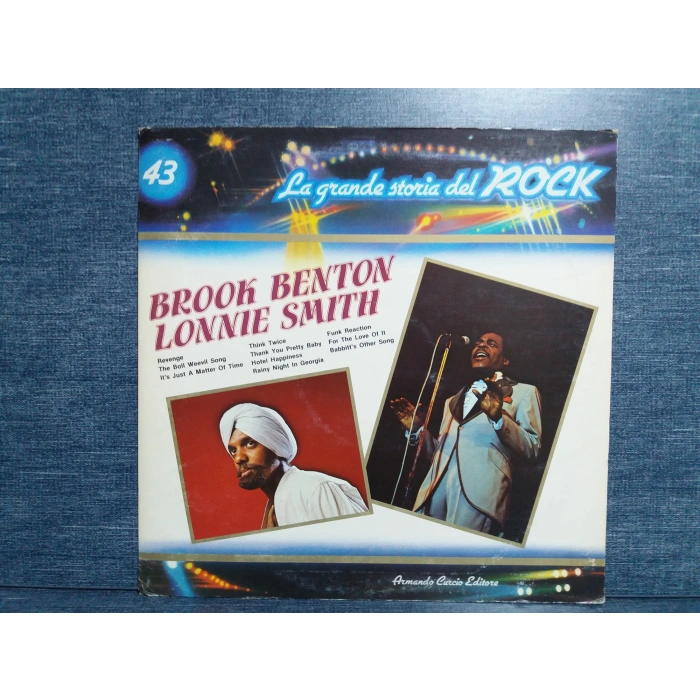 43
La grande storia del ROCK
BROOK BENTON
LONNIE SMITH
Revenge
The Boll Weevil Song
It's Just A Matter Of Time
Think Twice
Thank You Pretty Baby
Hotel Happiness
Rainy Night In Georgia
Funk Reaction
For The Love Of It
Babbitt's Other Song
Armando Curcio Editore